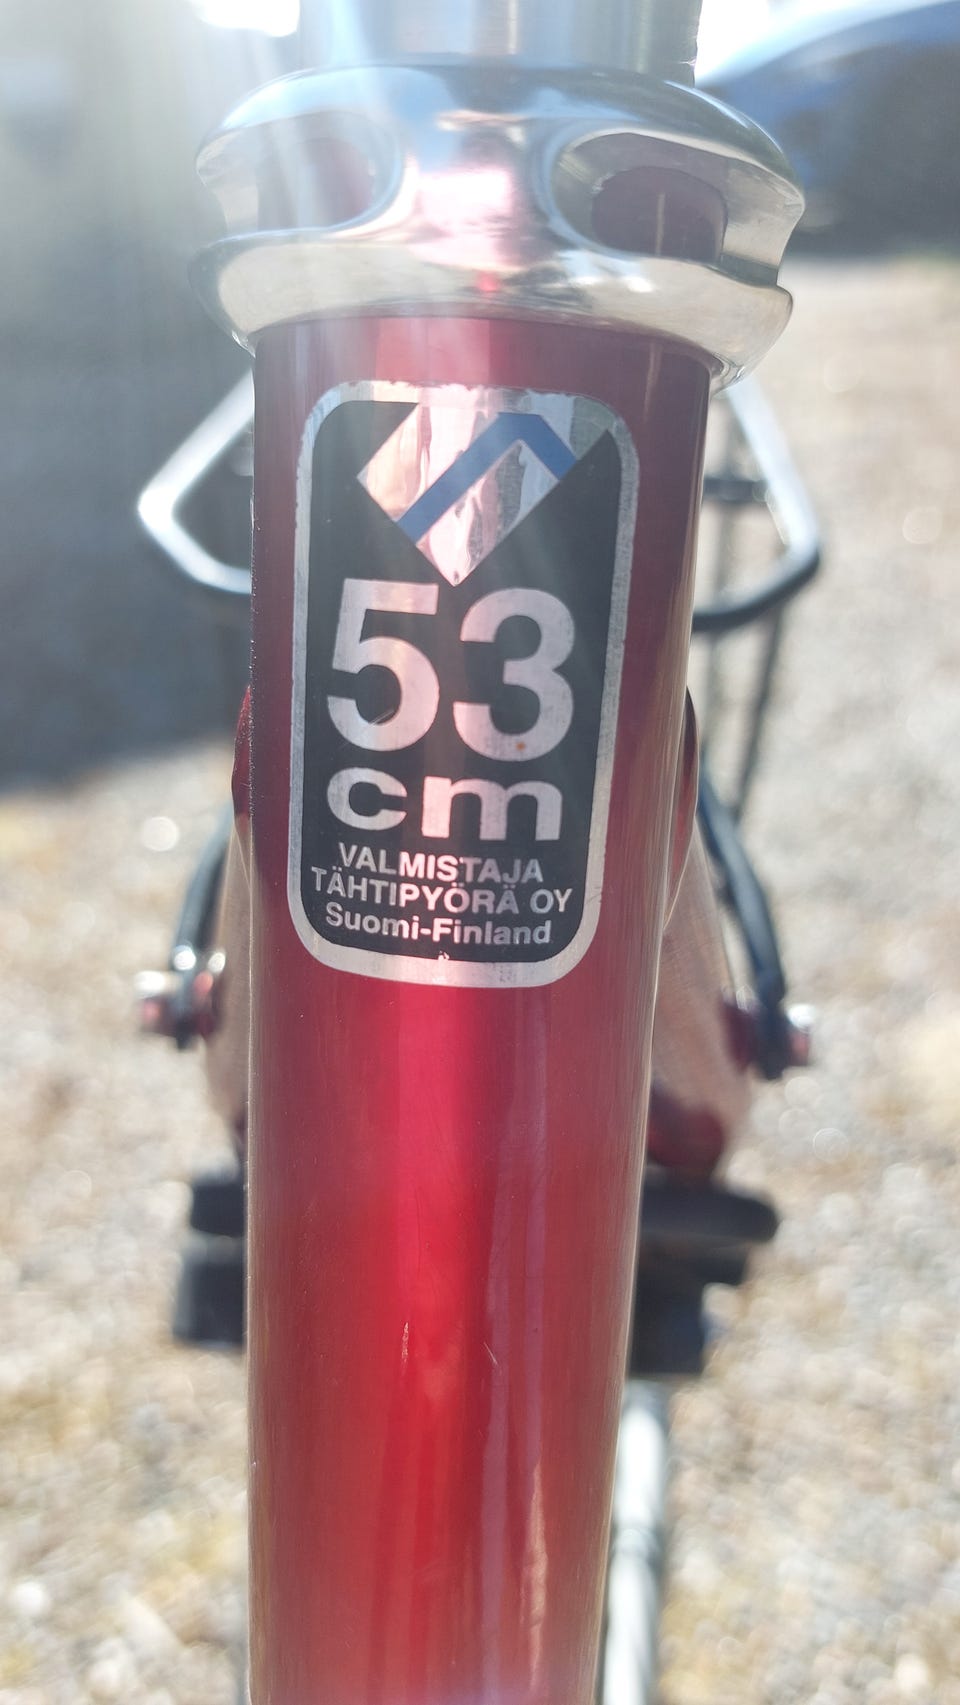 53
cm
VALMISTAJA
TÄHTIPYÖRÄ OY
Suomi-Finland